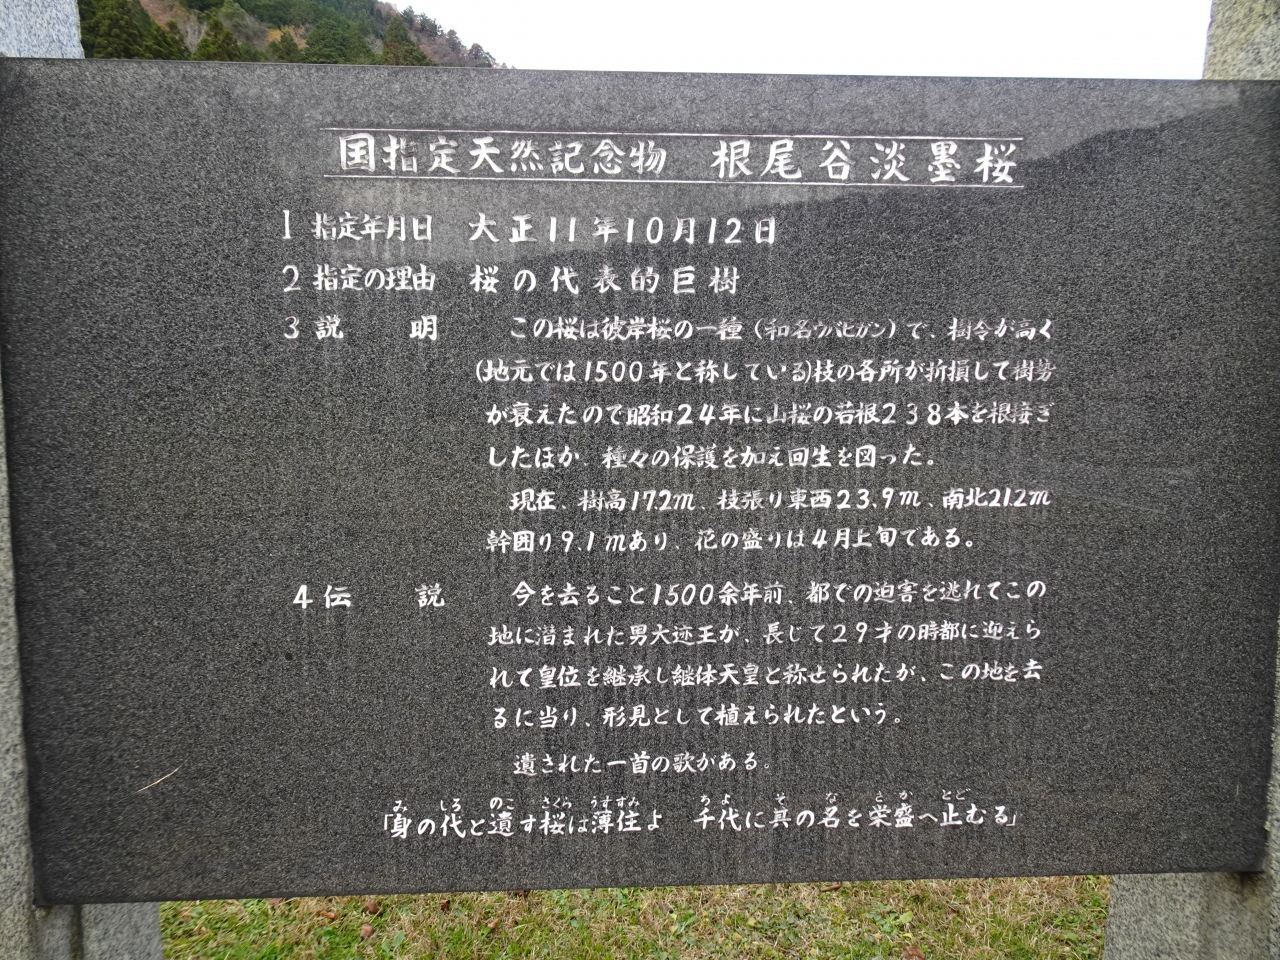 国指定天然記念物 根尾谷淡墨桜
1 指定年月日 大正11年10月12日
2 指定の理由 桜の代表的巨樹
3 説 明 この桜は彼岸桜の一種(和名ウバヒガン)で、樹令が高く
(地元では1500年と称している)枝の各所が折損して樹勢
が衰えたので昭和24年に山桜の若根238本を根接ぎ
したほか、種々の保護を加え回生を図った。
現在、樹高17.2m、枝張り東西23.9m、南北21.2m
幹囲り9.1mあり、花の盛りは4月上旬である。
4 伝 説 今を去ること1500余年前、都での迫害を逃れてこの
地に潜まれた男大迹王が、長じて29才の時都に迎えら
れて皇位を継承し継体天皇と称せられたが、この地を去
るに当り、形見として植えられたという。
遺された一首の歌がある。
み しろ のこ さくら うすずみ ちよ そ な さか とど
「身の代と遺す桜は薄住よ 千代に其の名を栄盛へ止むる」